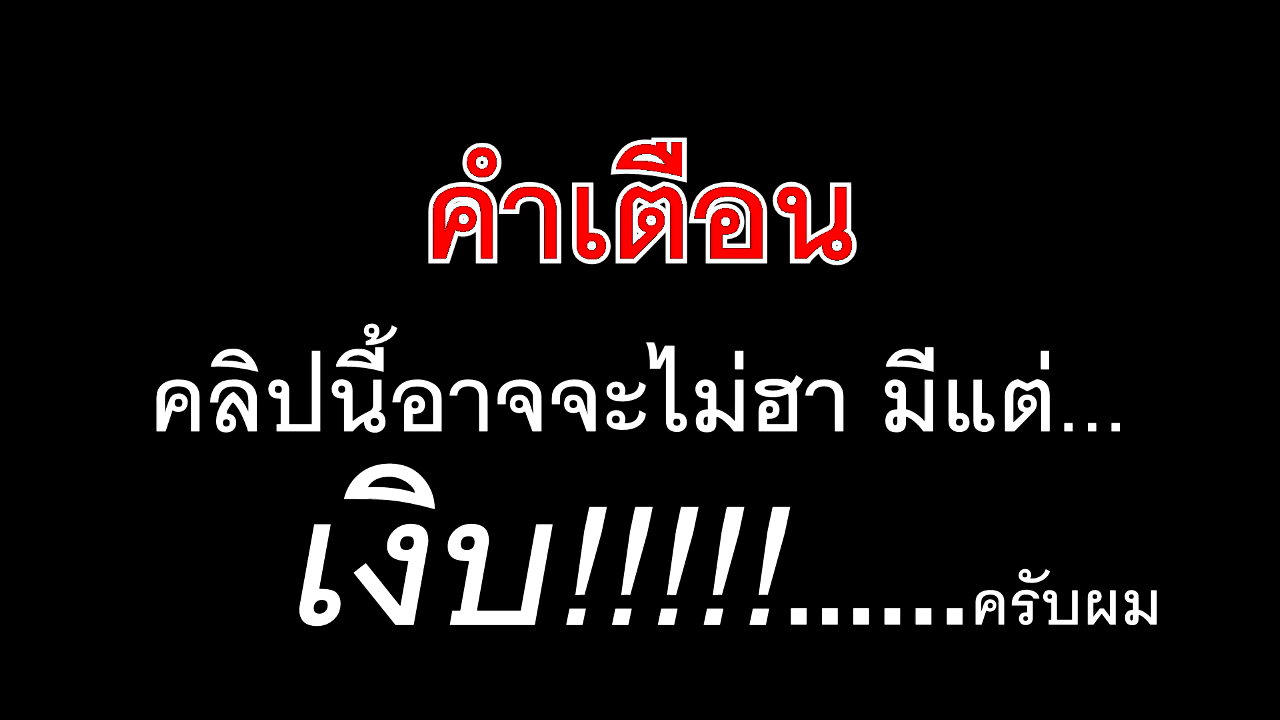 คำเตือน
คลิปนี้อาจจะไม่ฮา มีแต่...
เงิบ!!!!!......ครับผม